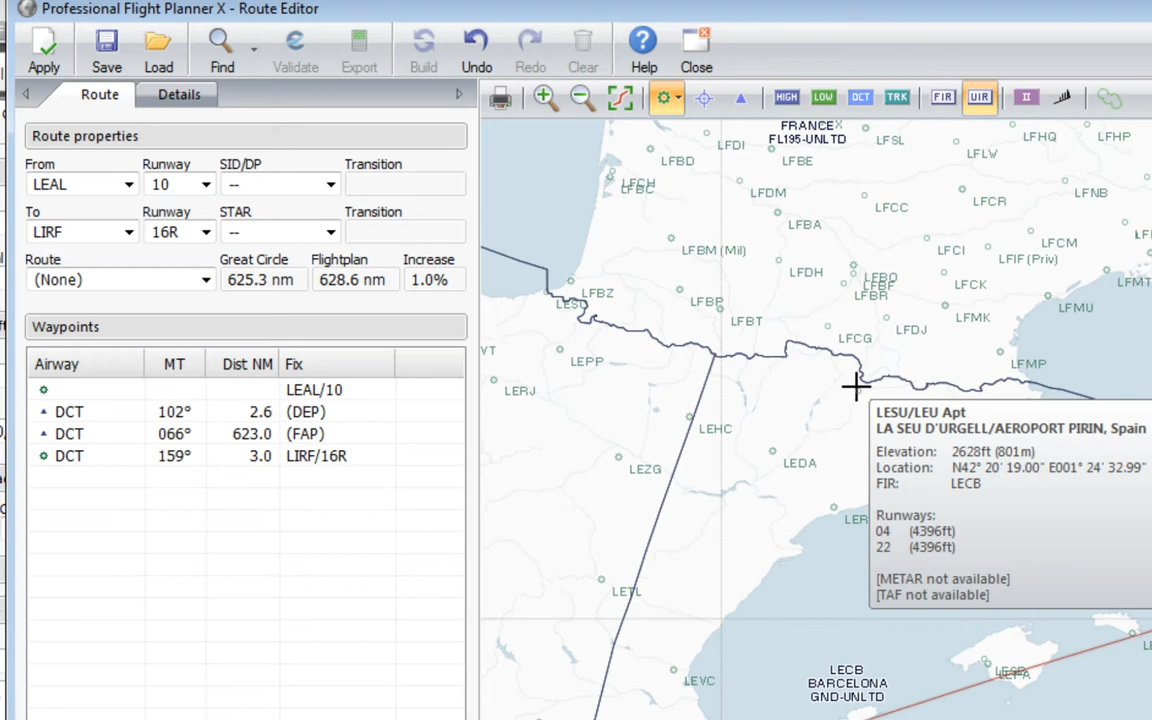 Professional Flight Planner X - Route Editor
Apply Save Load Find Validate Export Build Undo Redo Clear Help Close
Route Details
HIGH LOW DCT TRK FIR UIR
Route properties
From Runway SID/DP Transition
LEAL 10 --
To Runway STAR Transition
LIRF 16R --
Route Great Circle Flightplan Increase
(None) 625.3 nm 628.6 nm 1.0%
Waypoints
Airway MT Dist NM Fix
LEAL/10
DCT 102° 2.6 (DEP)
DCT 066° 623.0 (FAP)
DCT 159° 3.0 LIRF/16R
FRANCEX
FL195-UNLTD
LFSL
LFHQ
LFHP
LFDI
LFBD
LFBE
LFLW
LFCH
LFBC
LFDM
LFCC
LFCR
LFNB
LFBA
LFBM (Mil)
LFCI
LFCM
LFIF(Priv)
LFDH
LFBO
LFBF
LFBR
LFCK
LFMT
LFBZ
LESO
LFBP
LFBT
LFMK
LFMU
LFDJ
LFCG
VT
LEPP
LFMP
LERJ
LEHC
LEZG
LEDA
LER
LETL
LEVC
LESU/LEU Apt
LA SEU D'URGELL/AEROPORT PIRIN, Spain
Elevation: 2628ft (801m)
Location: N42° 20' 19.00" E001° 24' 32.99"
FIR: LECB
Runways:
04 (4396ft)
22 (4396ft)
[METAR not available]
[TAF not available]
LECB
BARCELONA
GND-UNLTD
LEPA